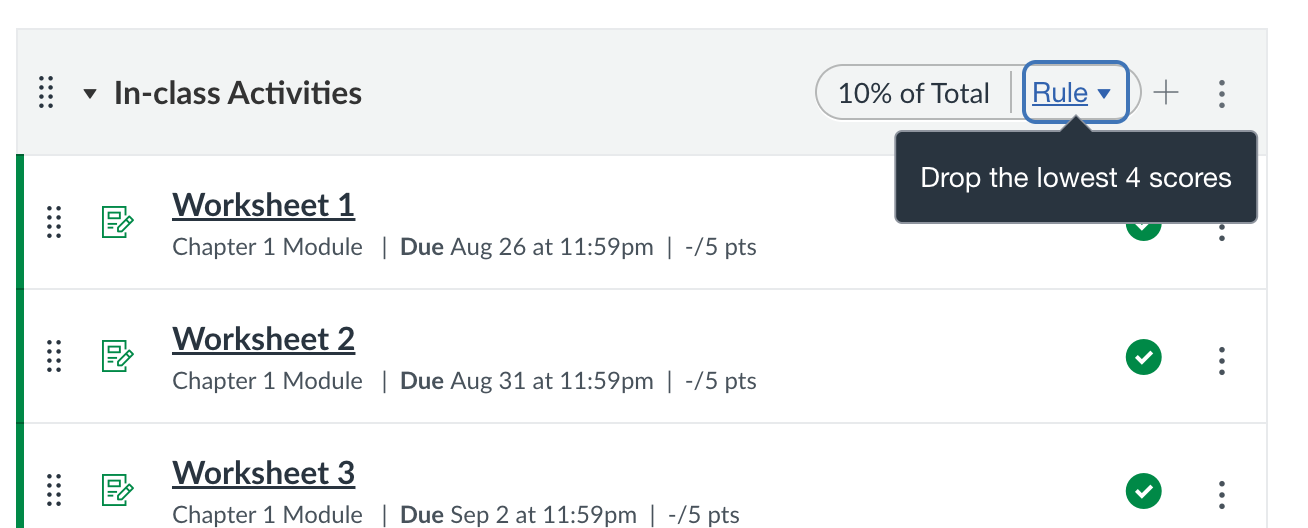 In-class Activities 10% of Total Rule
Drop the lowest 4 scores
Worksheet 1
Chapter 1 Module | Due Aug 26 at 11:59pm | -/5 pts
Worksheet 2
Chapter 1 Module | Due Aug 31 at 11:59pm | -/5 pts
Worksheet 3
Chapter 1 Module | Due Sep 2 at 11:59pm | -/5 pts